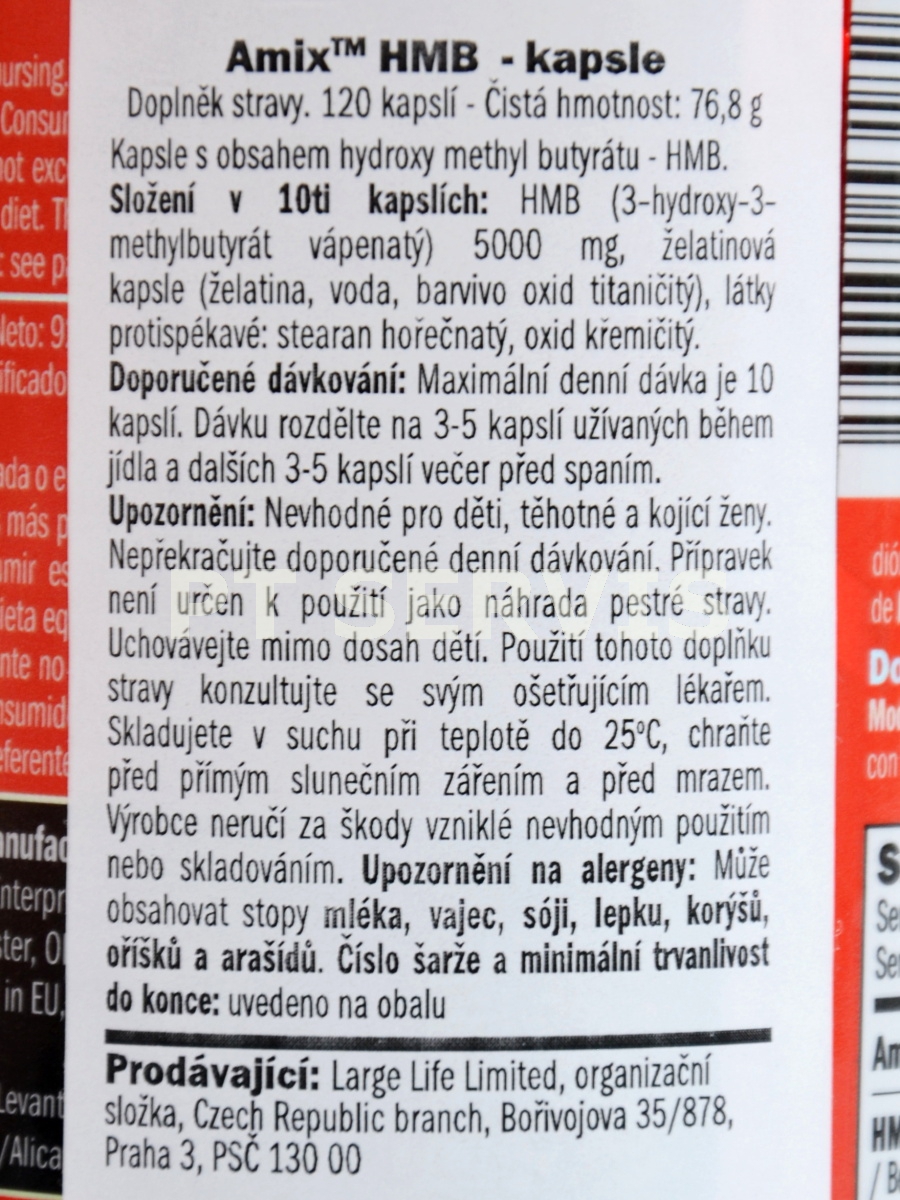 Amix™ HMB - kapsle
Doplněk stravy. 120 kapslí - Čistá hmotnost: 76,8 g
Kapsle s obsahem hydroxy methyl butyrátu - HMB.
Složení v 10ti kapslích: HMB (3-hydroxy-3-
methylbutyrát vápenatý) 5000 mg, želatinová
kapsle (želatina, voda, barvivo oxid titaničitý), látky
protispékavé: stearan hořečnatý, oxid křemičitý.
Doporučené dávkování: Maximální denní dávka je 10
kapslí. Dávku rozdělte na 3-5 kapslí užívaných během
jídla a dalších 3-5 kapslí večer před spaním.
Upozornění: Nevhodné pro děti, těhotné a kojící ženy.
Nepřekračujte doporučené denní dávkování. Přípravek
není určen k použití jako náhrada pestré stravy.
Uchovávejte mimo dosah dětí. Použití tohoto doplňku
stravy konzultujte se svým ošetřujícím lékařem.
Skladujete v suchu při teplotě do 25ºC, chraňte
před přímým slunečním zářením a před mrazem.
Výrobce neručí za škody vzniklé nevhodným použitím
nebo skladováním. Upozornění na alergeny: Může
obsahovat stopy mléka, vajec, sóji, lepku, korýšů,
oříšků a arašídů. Číslo šarže a minimální trvanlivost
do konce: uvedeno na obalu
Prodávající: Large Life Limited, organizační
složka, Czech Republic branch, Bořivojova 35/878,
Praha 3, PSČ 130 00
PT SERVIS